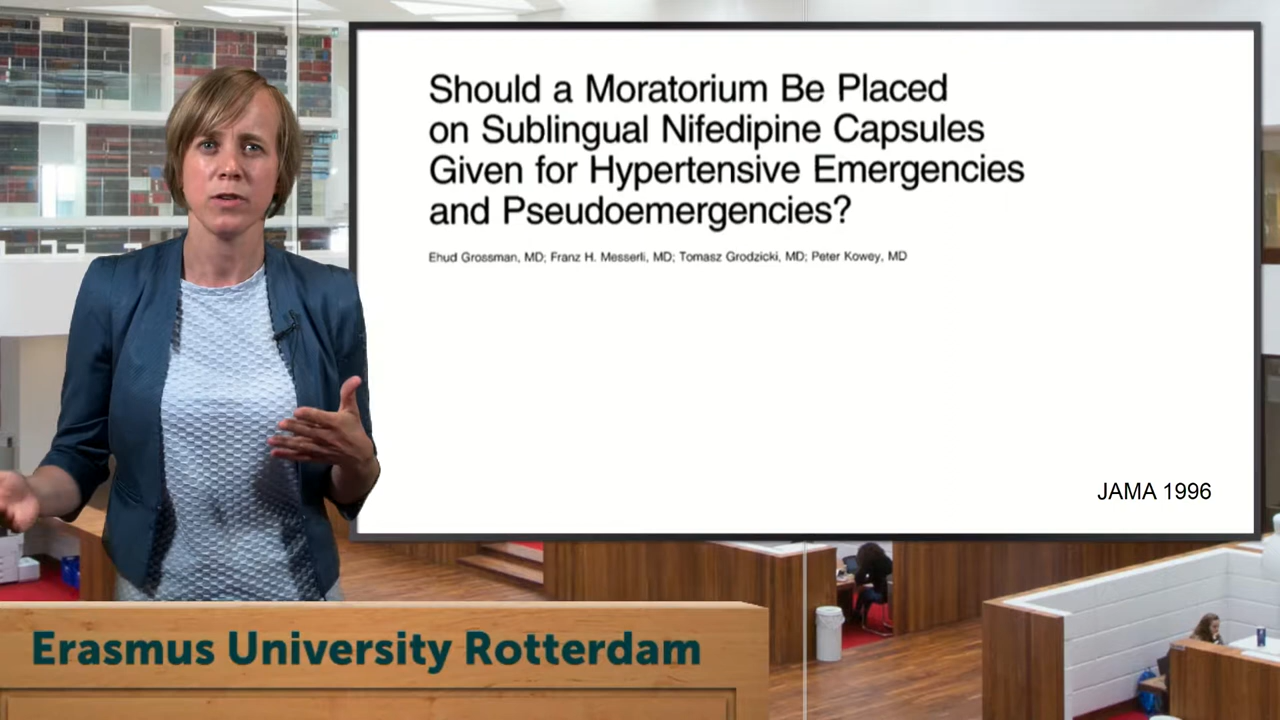 Should a Moratorium Be Placed
on Sublingual Nifedipine Capsules
Given for Hypertensive Emergencies
and Pseudoemergencies?
Ehud Grossman, MD; Franz H. Messerli, MD; Tomasz Grodzicki, MD; Peter Kowey, MD
JAMA 1996
Erasmus University Rotterdam